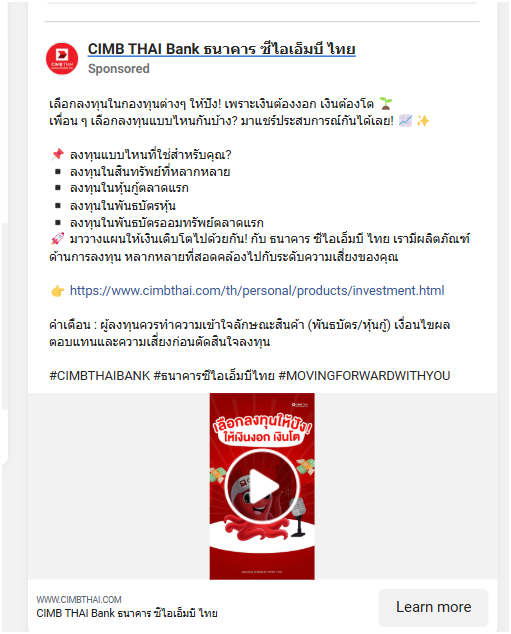 CIMB THAI Bank ธนาคาร ซีไอเอ็มบี ไทย
Sponsored
เลือกลงทุนในกองทุนต่างๆ ให้ปัง! เพราะเงินต้องงอก เงินต้องโต 🌱
เพื่อน ๆ เลือกลงทุนแบบไหนกันบ้าง? มาแชร์ประสบการณ์กันได้เลย! 📈 ✨
📌 ลงทุนแบบไหนที่ใช่สำหรับคุณ?
▪️ ลงทุนในสินทรัพย์ที่หลากหลาย
▪️ ลงทุนในหุ้นกู้ตลาดแรก
▪️ ลงทุนในพันธบัตรหุ้น
▪️ ลงทุนในพันธบัตรออมทรัพย์ตลาดแรก
🚀 มาวางแผนให้เงินเติบโตไปด้วยกัน! กับ ธนาคาร ซีไอเอ็มบี ไทย เรามีผลิตภัณฑ์
ด้านการลงทุน หลากหลายที่สอดคล้องไปกับระดับความเสี่ยงของคุณ
👉 https://www.cimbthai.com/th/personal/products/investment.html
คำเตือน : ผู้ลงทุนควรทำความเข้าใจลักษณะสินค้า (พันธบัตร/หุ้นกู้) เงื่อนไขผล
ตอบแทนและความเสี่ยงก่อนตัดสินใจลงทุน
#CIMBTHAIBANK #ธนาคารซีไอเอ็มบีไทย #MOVINGFORWARDWITHYOU
เลือกลงทุนให้ปัง!
ให้เงินงอก เงินโต
WWW.CIMBTHAI.COM
CIMB THAI Bank ธนาคาร ซีไอเอ็มบี ไทย
Learn more